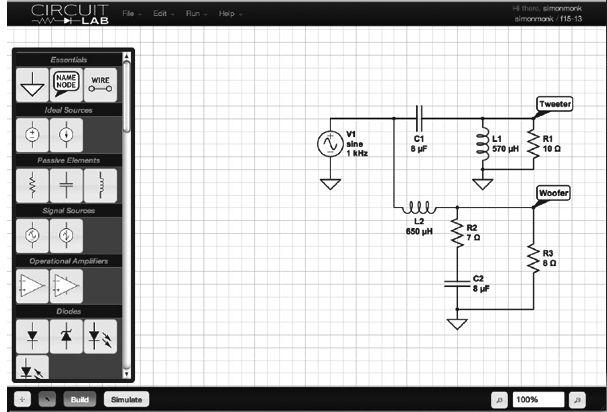 CIRCUIT LAB
File Edit Run Help
Hi there, simonmonk
simonmonk / f15-13
Essentials
NAME NODE
WIRE
Ideal Sources
Passive Elements
Signal Sources
Operational Amplifiers
Diodes
V1
sine
1 kHz
C1
8 µF
L1
570 µH
Tweeter
R1
10 Ω
L2
650 µH
R2
7 Ω
C2
8 µF
Woofer
R3
8 Ω
Build
Simulate
100%